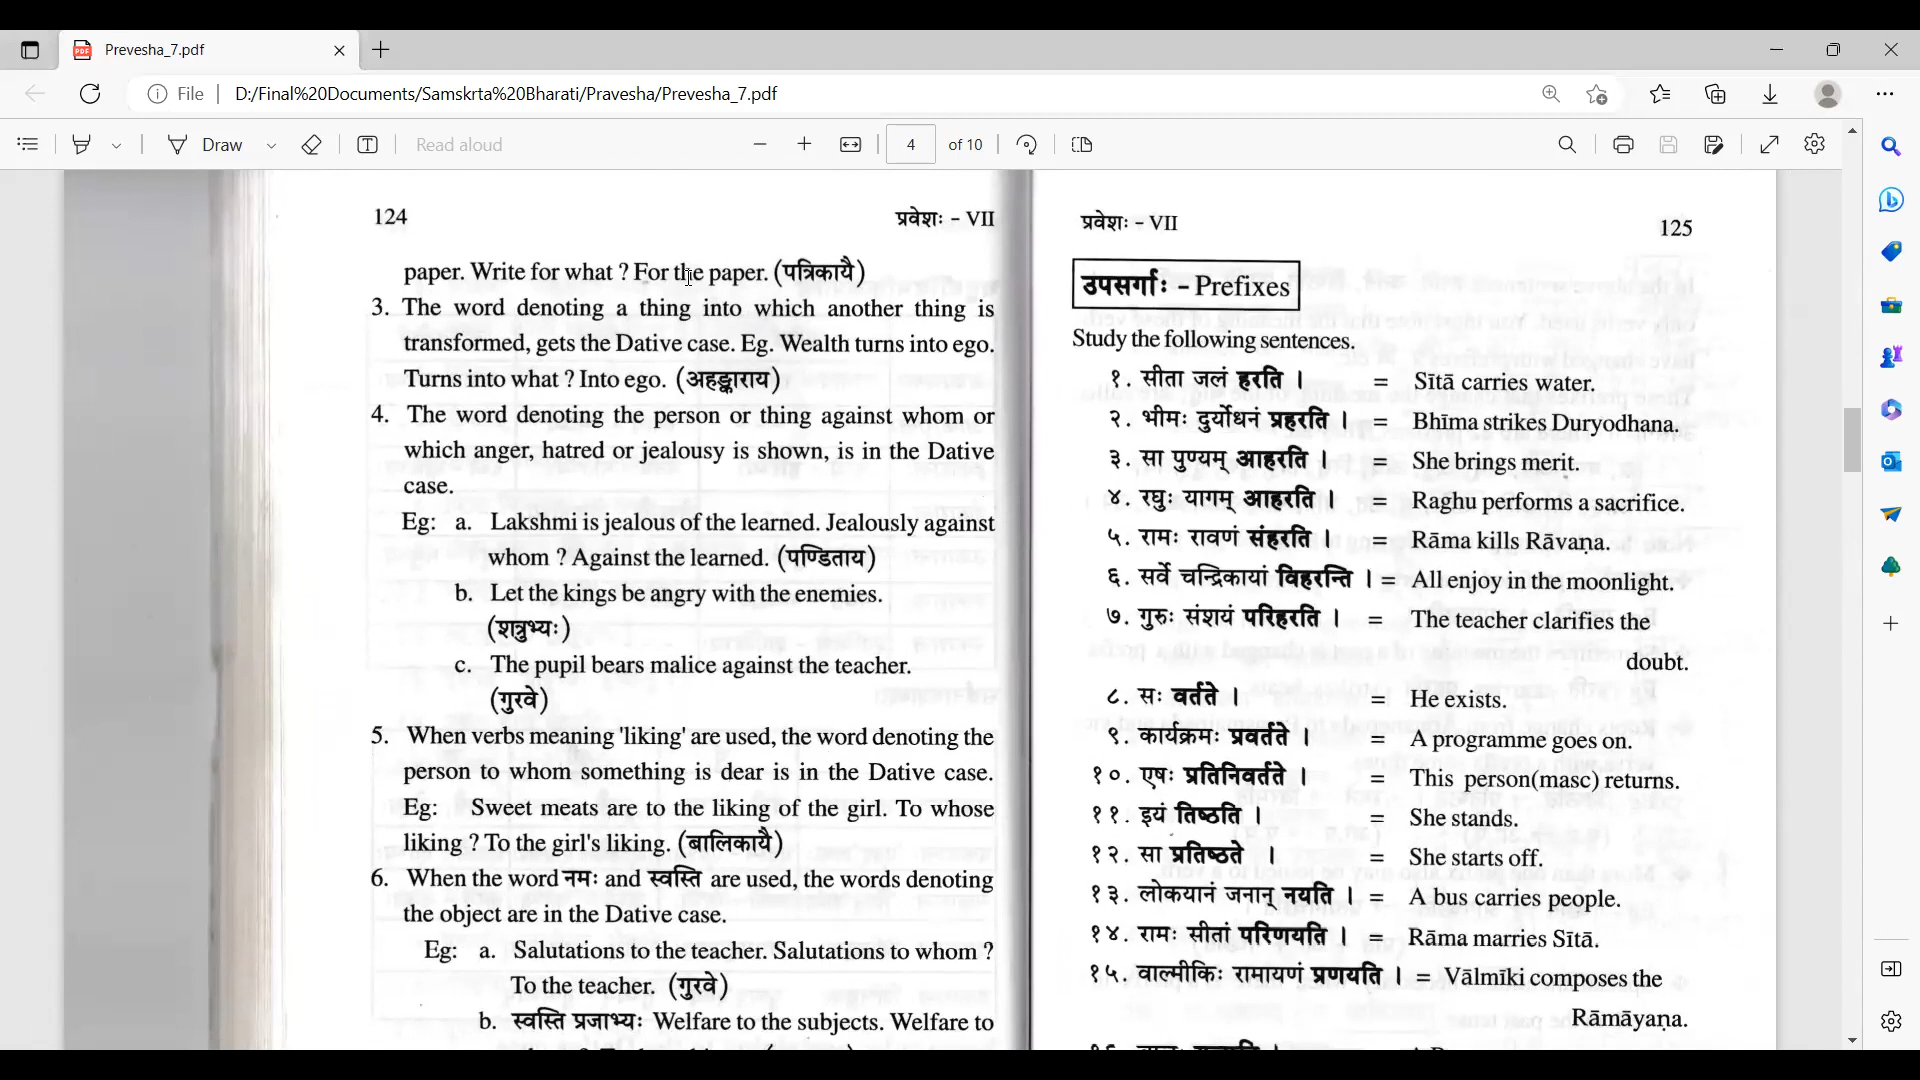 Prevesha_7.pdf
File
D:/Final%20Documents/Samskrta%20Bharati/Pravesha/Prevesha_7.pdf
Draw
Read aloud
4 of 10
124
प्रवेशः - VII
paper. Write for what ? For the paper. (पत्रिकायै)
3. The word denoting a thing into which another thing is
transformed, gets the Dative case. Eg. Wealth turns into ego.
Turns into what ? Into ego. (अहङ्काराय)
4. The word denoting the person or thing against whom or
which anger, hatred or jealousy is shown, is in the Dative
case.
Eg: a. Lakshmi is jealous of the learned. Jealously against
whom ? Against the learned. (पण्डिताय)
b. Let the kings be angry with the enemies.
(शत्रुभ्यः)
c. The pupil bears malice against the teacher.
(गुरवे)
5. When verbs meaning 'liking' are used, the word denoting the
person to whom something is dear is in the Dative case.
Eg: Sweet meats are to the liking of the girl. To whose
liking ? To the girl's liking. (बालिकायै)
6. When the word नमः and स्वस्ति are used, the words denoting
the object are in the Dative case.
Eg: a. Salutations to the teacher. Salutations to whom ?
To the teacher. (गुरवे)
b. स्वस्ति प्रजाभ्यः Welfare to the subjects. Welfare to
प्रवेशः - VII
125
उपसर्गाः - Prefixes
Study the following sentences.
१. सीता जलं हरति । = Sītā carries water.
२. भीमः दुर्योधनं प्रहरति । = Bhīma strikes Duryodhana.
३. सा पुण्यम् आहरति । = She brings merit.
४. रघुः यागम् आहरति । = Raghu performs a sacrifice.
५. रामः रावणं संहरति । = Rāma kills Rāvaṇa.
६. सर्वे चन्द्रिकायां विहरन्ति । = All enjoy in the moonlight.
७. गुरुः संशयं परिहरति । = The teacher clarifies the
doubt.
८. सः वर्तते । = He exists.
९. कार्यक्रमः प्रवर्तते । = A programme goes on.
१०. एषः प्रतिनिवर्तते । = This person(masc) returns.
११. इयं तिष्ठति । = She stands.
१२. सा प्रतिष्ठते । = She starts off.
१३. लोकयानं जनान् नयति । = A bus carries people.
१४. रामः सीतां परिणयति । = Rāma marries Sītā.
१५. वाल्मीकिः रामायणं प्रणयति । = Vālmīki composes the
Rāmāyaṇa.